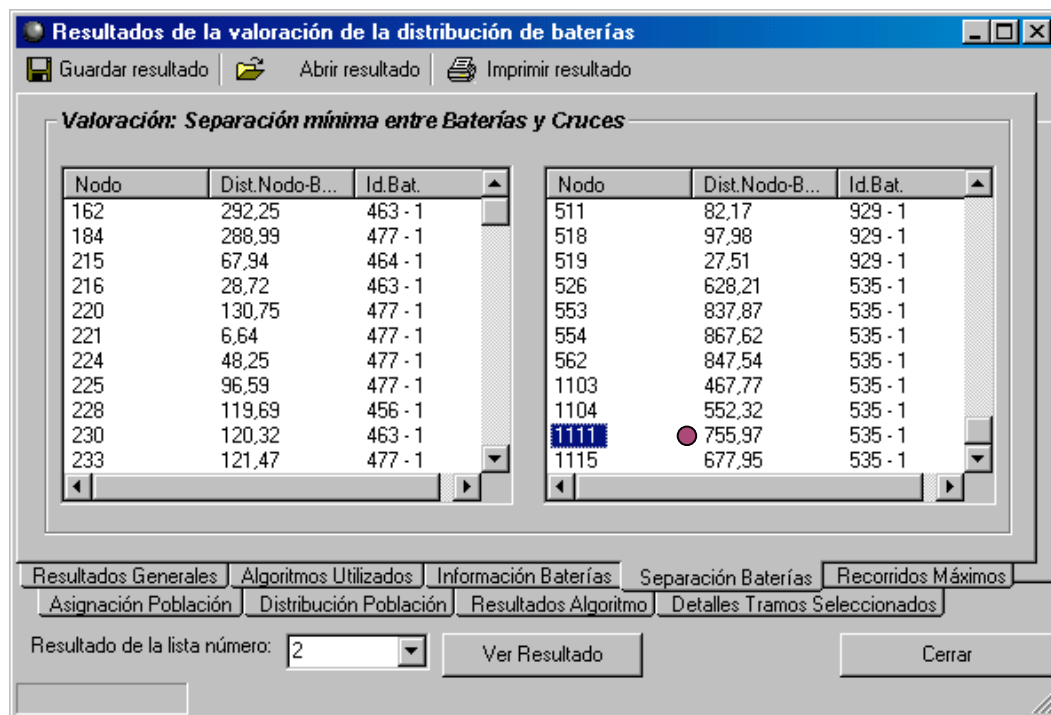 Resultados de la valoración de la distribución de baterías
Guardar resultado Abrir resultado Imprimir resultado
Valoración: Separación mínima entre Baterías y Cruces
Nodo Dist.Nodo-B... Id.Bat.
162 292,25 463 - 1
184 288,99 477 - 1
215 67,94 464 - 1
216 28,72 463 - 1
220 130,75 477 - 1
221 6,64 477 - 1
224 48,25 477 - 1
225 96,59 477 - 1
228 119,69 456 - 1
230 120,32 463 - 1
233 121,47 477 - 1
Nodo Dist.Nodo-B... Id.Bat.
511 82,17 929 - 1
518 97,98 929 - 1
519 27,51 929 - 1
526 628,21 535 - 1
553 837,87 535 - 1
554 867,62 535 - 1
562 847,54 535 - 1
1103 467,77 535 - 1
1104 552,32 535 - 1
1111 755,97 535 - 1
1115 677,95 535 - 1
Resultados Generales Algoritmos Utilizados Información Baterías Separación Baterías Recorridos Máximos
Asignación Población Distribución Población Resultados Algoritmo Detalles Tramos Seleccionados
Resultado de la lista número: 2 Ver Resultado Cerrar